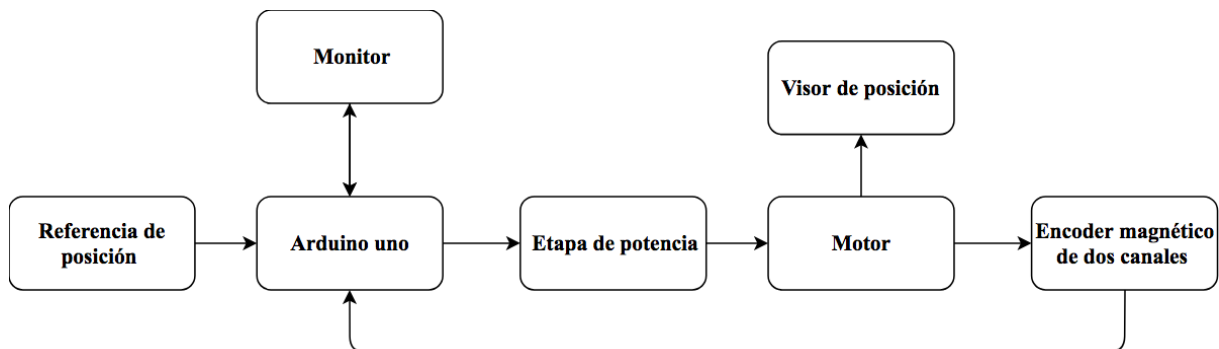 Monitor
Visor de posición
Referencia de
posición
Arduino uno
Etapa de potencia
Motor
Encoder magnético
de dos canales